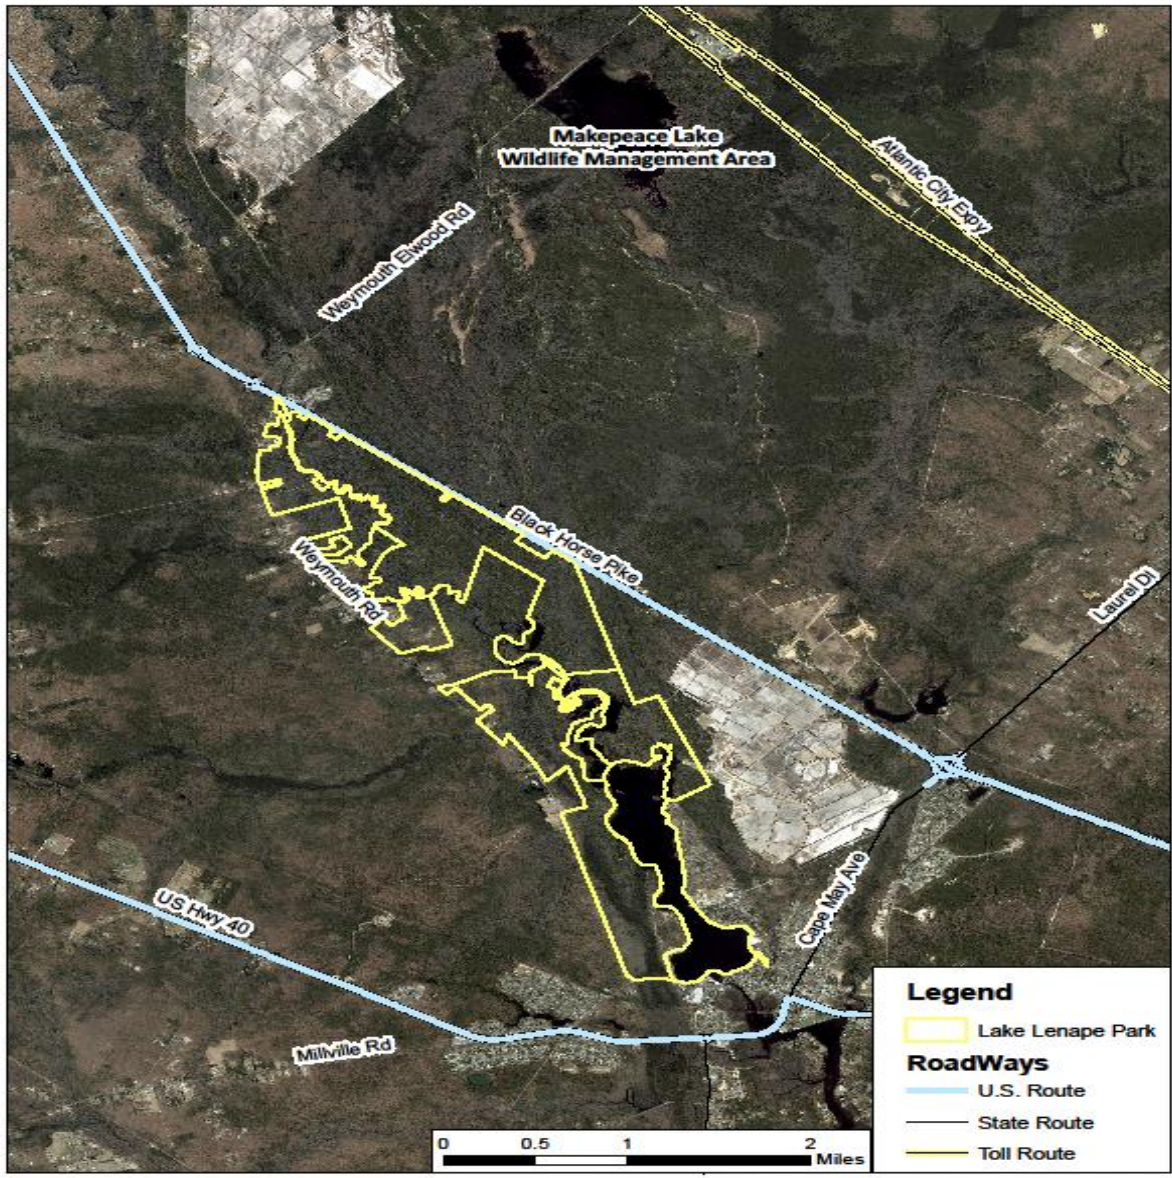 Makepeace Lake
Wildlife Management Area
Atlantic City Expy
Weymouth Elwood Rd
Black Horse Pike
Weymouth Rd
Laurel Dr
Cape May Ave
US Hwy 40
Millville Rd
Legend
Lake Lenape Park
RoadWays
U.S. Route
State Route
Toll Route
0 0.5 1 2
Miles